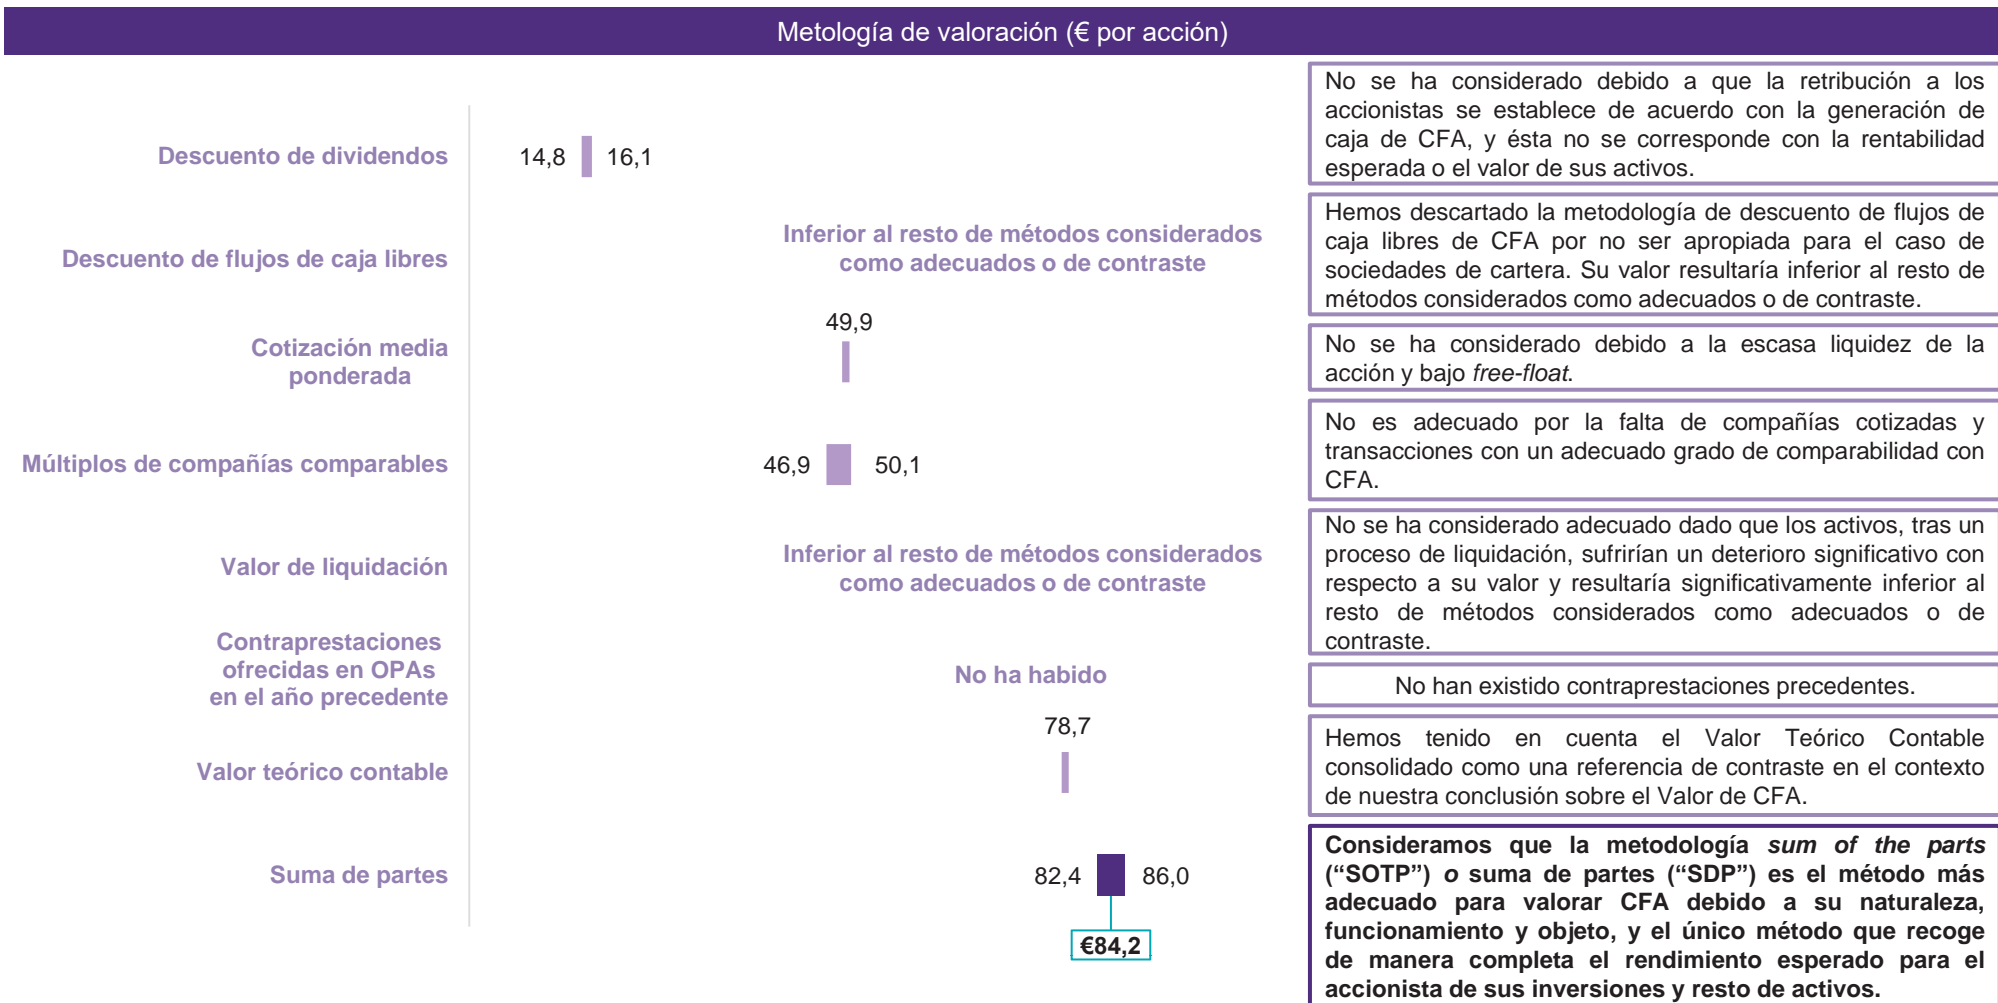 Metología de valoración (€ por acción)
Descuento de dividendos
14,8
16,1
No se ha considerado debido a que la retribución a los
accionistas se establece de acuerdo con la generación de
caja de CFA, y ésta no se corresponde con la rentabilidad
esperada o el valor de sus activos.
Descuento de flujos de caja libres
Inferior al resto de métodos considerados
como adecuados o de contraste
Hemos descartado la metodología de descuento de flujos de
caja libres de CFA por no ser apropiada para el caso de
sociedades de cartera. Su valor resultaría inferior al resto de
métodos considerados como adecuados o de contraste.
Cotización media
ponderada
49,9
No se ha considerado debido a la escasa liquidez de la
acción y bajo free-float.
Múltiplos de compañías comparables
46,9
50,1
No es adecuado por la falta de compañías cotizadas y
transacciones con un adecuado grado de comparabilidad con
CFA.
Valor de liquidación
Inferior al resto de métodos considerados
como adecuados o de contraste
No se ha considerado adecuado dado que los activos, tras un
proceso de liquidación, sufrirían un deterioro significativo con
respecto a su valor y resultaría significativamente inferior al
resto de métodos considerados como adecuados o de
contraste.
Contraprestaciones
ofrecidas en OPAs
en el año precedente
No ha habido
No han existido contraprestaciones precedentes.
Valor teórico contable
78,7
Hemos tenido en cuenta el Valor Teórico Contable
consolidado como una referencia de contraste en el contexto
de nuestra conclusión sobre el Valor de CFA.
Suma de partes
82,4
86,0
€84,2
Consideramos que la metodología sum of the parts
(“SOTP”) o suma de partes (“SDP”) es el método más
adecuado para valorar CFA debido a su naturaleza,
funcionamiento y objeto, y el único método que recoge
de manera completa el rendimiento esperado para el
accionista de sus inversiones y resto de activos.